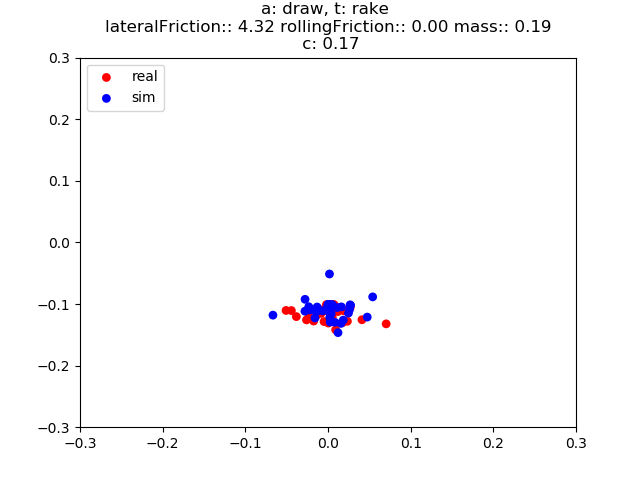 a: draw, t: rake
lateralFriction:: 4.32 rollingFriction:: 0.00 mass:: 0.19
c: 0.17
real
sim
0.3
0.2
0.1
0.0
−0.1
−0.2
−0.3
−0.3
−0.2
−0.1
0.0
0.1
0.2
0.3